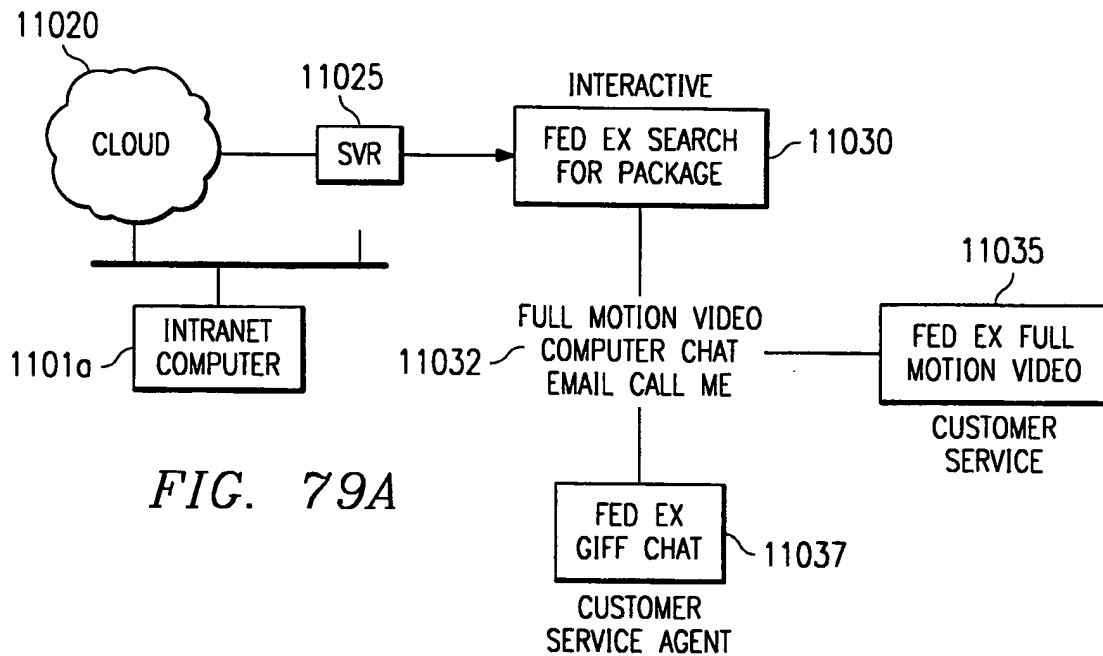 11020
CLOUD
11025
SVR
INTERACTIVE
FED EX SEARCH
FOR PACKAGE
11030
INTRANET
COMPUTER
1101a
FULL MOTION VIDEO
COMPUTER CHAT
EMAIL CALL ME
11032
11035
FED EX FULL
MOTION VIDEO
CUSTOMER
SERVICE
FED EX
GIFF CHAT
11037
CUSTOMER
SERVICE AGENT
FIG. 79A